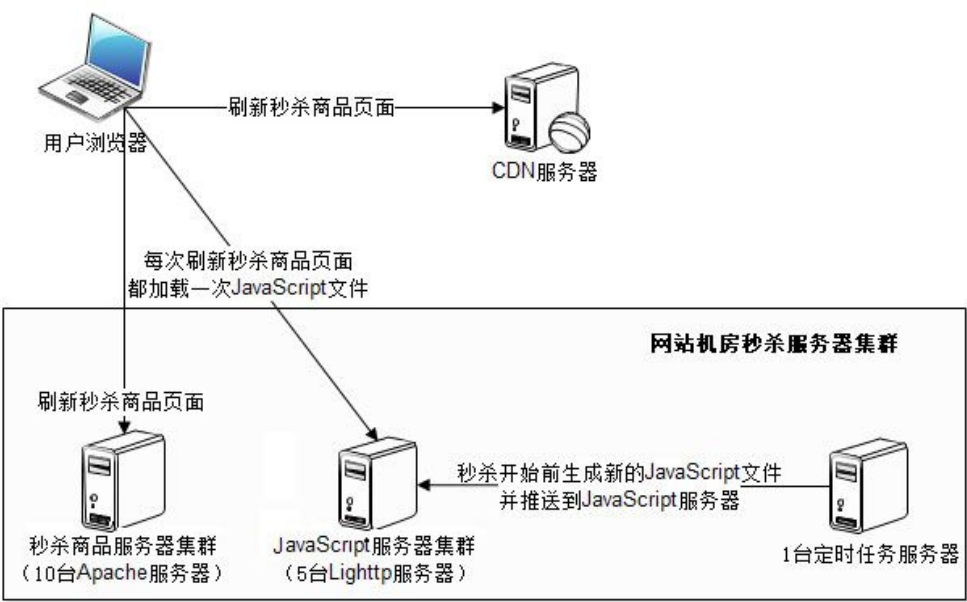 用户浏览器
刷新秒杀商品页面
CDN服务器
每次刷新秒杀商品页面
都加载一次JavaScript文件
网站机房秒杀服务器集群
刷新秒杀商品页面
秒杀开始前生成新的JavaScript文件
并推送到JavaScript服务器
秒杀商品服务器集群
（10台Apache服务器）
JavaScript服务器集群
（5台Lighttp服务器）
1台定时任务服务器